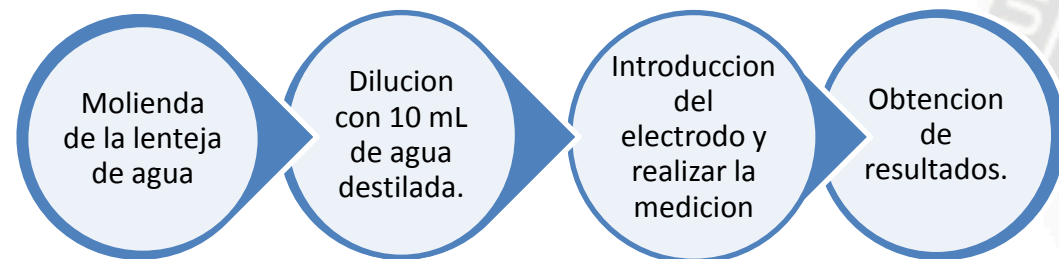 Molienda
de la lenteja
de agua
Dilucion
con 10 mL
de agua
destilada.
Introduccion
del
electrodo y
realizar la
medicion
Obtencion
de
resultados.